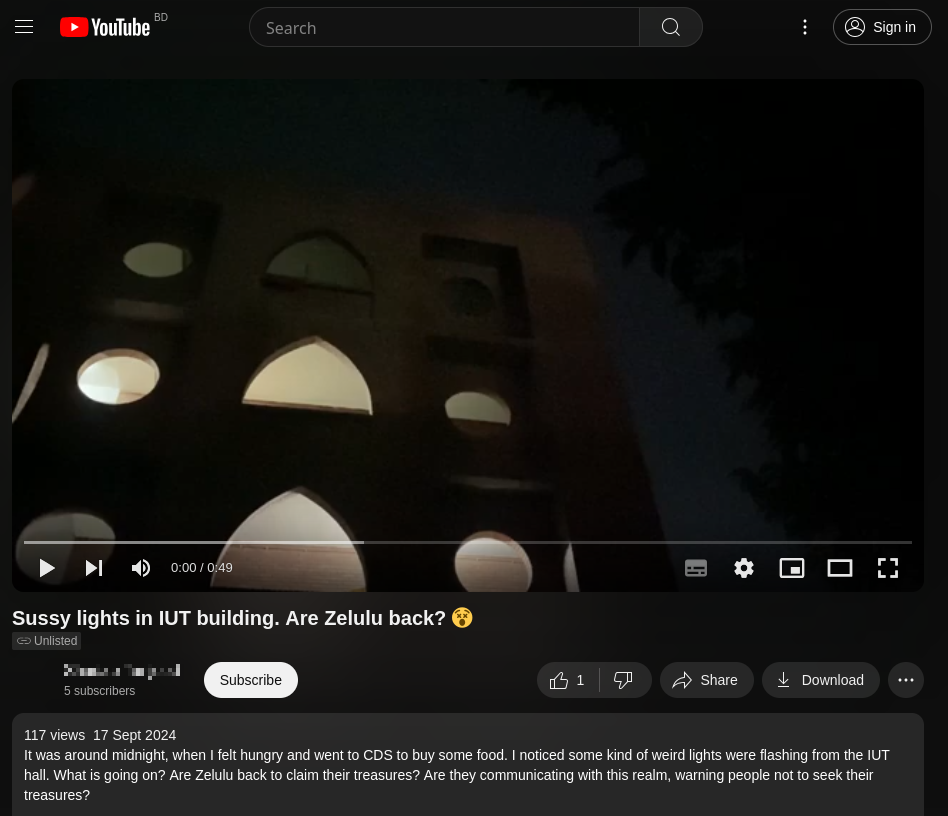 YouTube BD
Search
Sign in
0:00 / 0:49
Sussy lights in IUT building. Are Zelulu back? 😵
Unlisted
5 subscribers
Subscribe
1
Share
Download
117 views 17 Sept 2024
It was around midnight, when I felt hungry and went to CDS to buy some food. I noticed some kind of weird lights were flashing from the IUT
hall. What is going on? Are Zelulu back to claim their treasures? Are they communicating with this realm, warning people not to seek their
treasures?